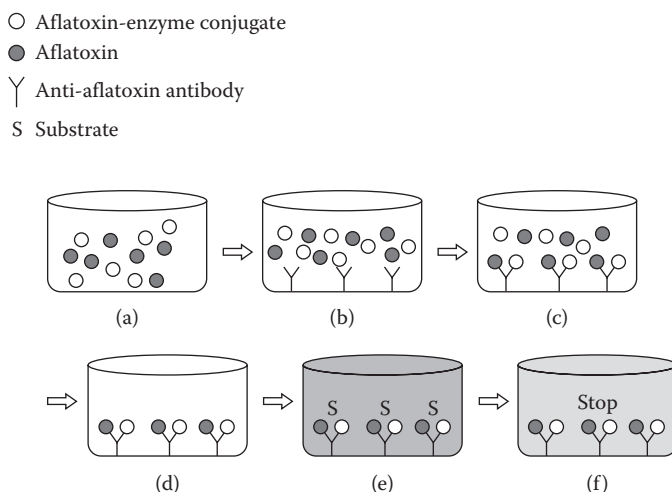 Aflatoxin-enzyme conjugate
Aflatoxin
Anti-aflatoxin antibody
S Substrate
(a) (b) (c)
S S S Stop
(d) (e) (f)